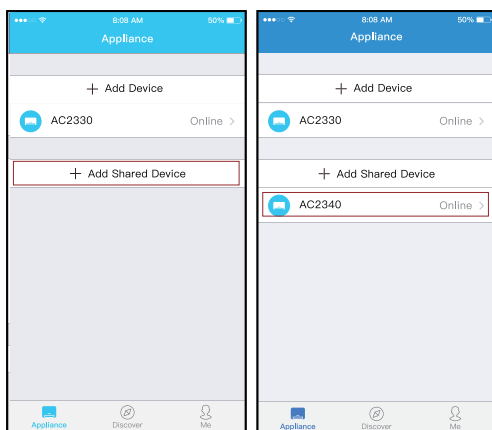 8:08 AM 50%
Appliance
+ Add Device
AC2330 Online >
+ Add Shared Device
Appliance Discover Me
8:08 AM 50%
Appliance
+ Add Device
AC2330 Online >
+ Add Shared Device
AC2340 Online >
Appliance Discover Me